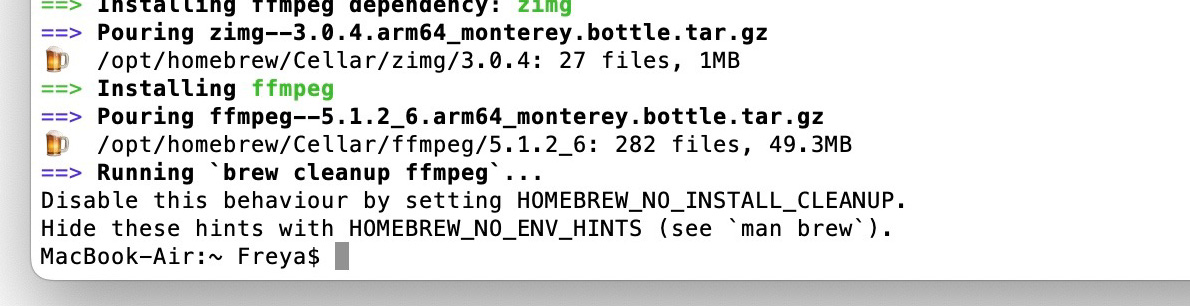 ==> Installing ffmpeg dependency: zimg
==> Pouring zimg--3.0.4.arm64_monterey.bottle.tar.gz
🍺  /opt/homebrew/Cellar/zimg/3.0.4: 27 files, 1MB
==> Installing ffmpeg
==> Pouring ffmpeg--5.1.2_6.arm64_monterey.bottle.tar.gz
🍺  /opt/homebrew/Cellar/ffmpeg/5.1.2_6: 282 files, 49.3MB
==> Running `brew cleanup ffmpeg`...
Disable this behaviour by setting HOMEBREW_NO_INSTALL_CLEANUP.
Hide these hints with HOMEBREW_NO_ENV_HINTS (see `man brew`).
MacBook-Air:~ Freya$